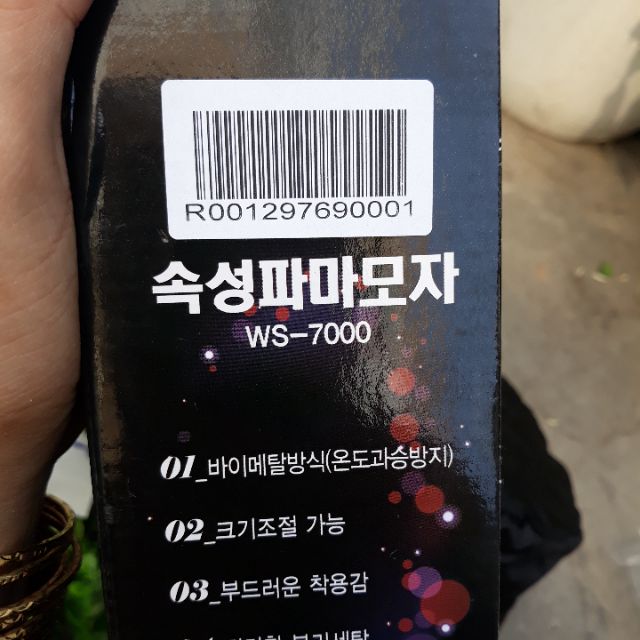 R001297690001
속성파마모자
WS-7000
01_바이메탈방식(온도과승방지)
02_크기조절 가능
03_부드러운 착용감